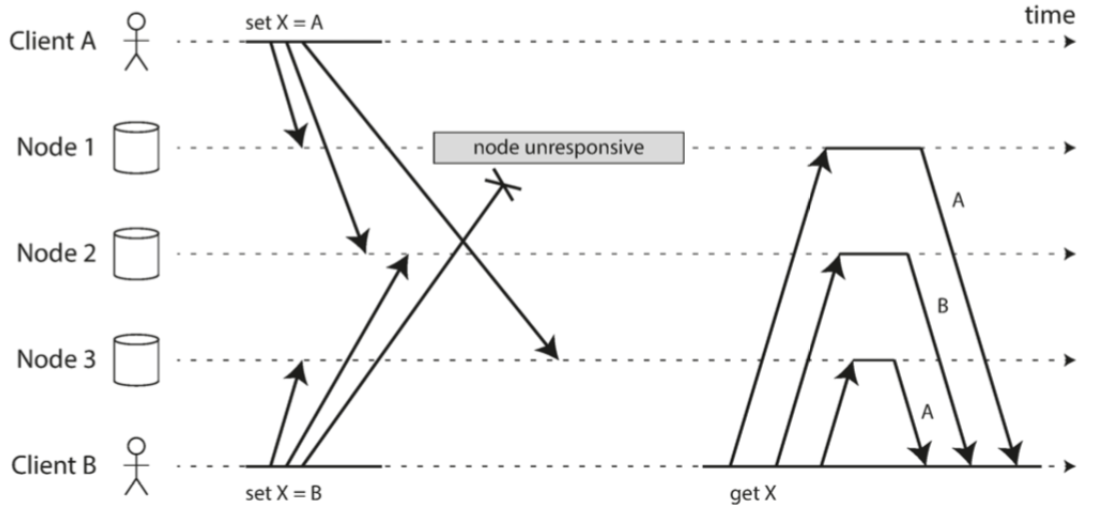 set X = A
time
Client A
Node 1
node unresponsive
A
Node 2
B
Node 3
A
Client B
set X = B
get X